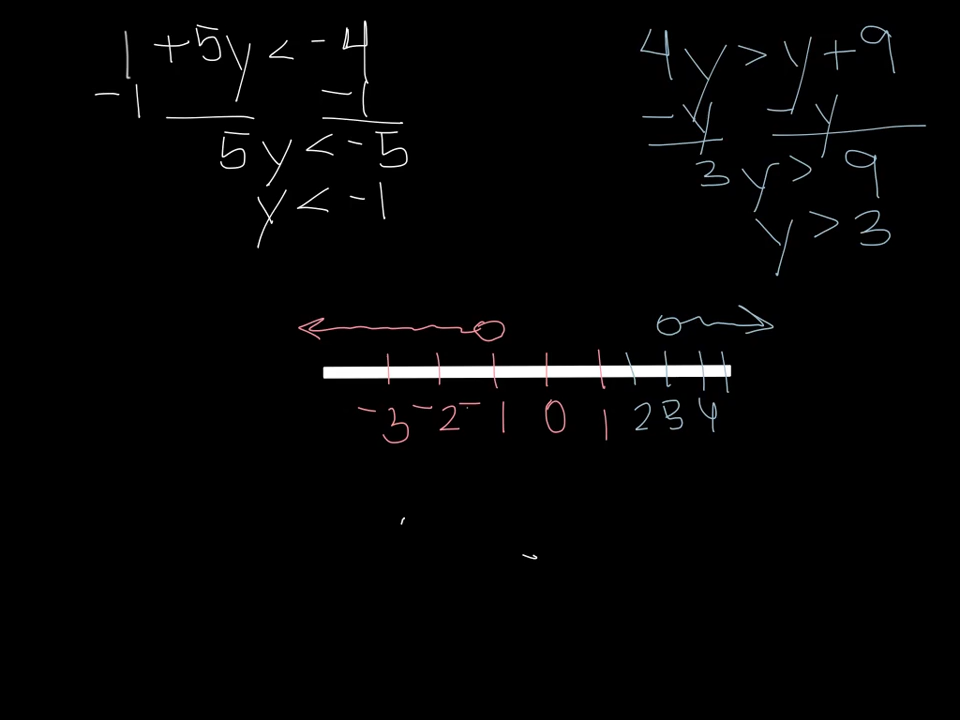 1 + 5y < -4
-1 -1
5y < -5
y < -1
4y > y + 9
-y -y
3y > 9
y > 3
-3 -2 -1 0 1 2 3 4